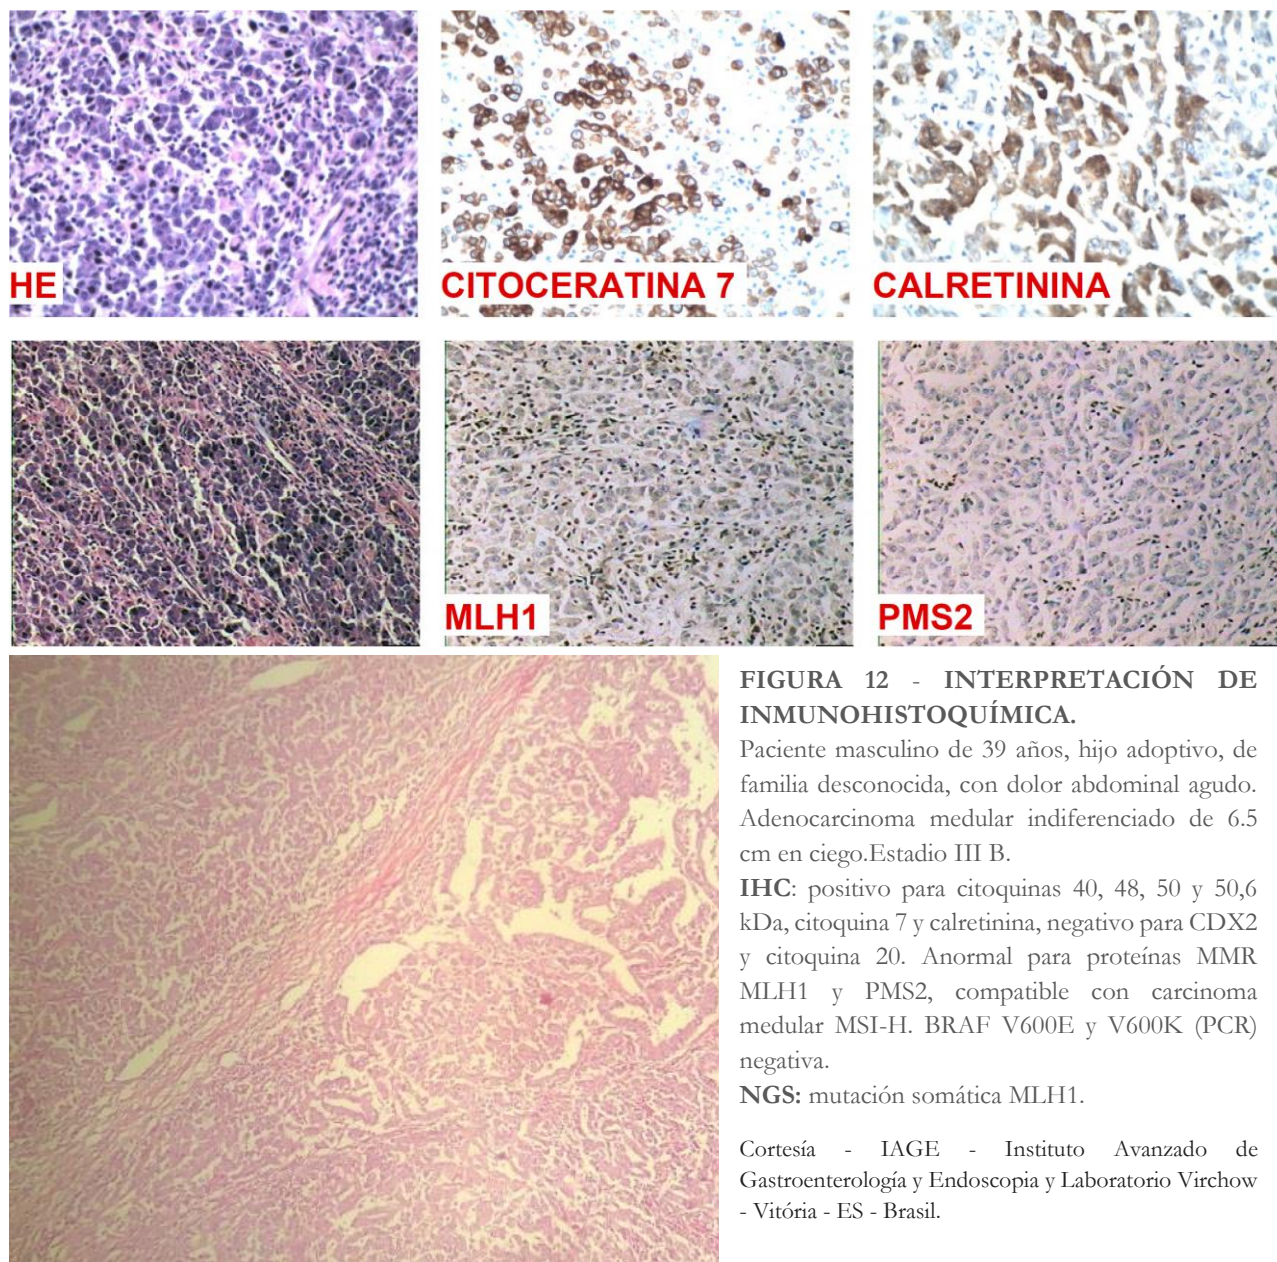 HE
CITOCERATINA 7
CALRETININA
MLH1
PMS2
FIGURA 12 - INTERPRETACIÓN DE
INMUNOHISTOQUÍMICA.
Paciente masculino de 39 años, hijo adoptivo, de
familia desconocida, con dolor abdominal agudo.
Adenocarcinoma medular indiferenciado de 6.5
cm en ciego.Estadio III B.
IHC: positivo para citoquinas 40, 48, 50 y 50,6
kDa, citoquina 7 y calretinina, negativo para CDX2
y citoquina 20. Anormal para proteínas MMR
MLH1 y PMS2, compatible con carcinoma
medular MSI-H. BRAF V600E y V600K (PCR)
negativa.
NGS: mutación somática MLH1.
Cortesía - IAGE - Instituto Avanzado de
Gastroenterología y Endoscopia y Laboratorio Virchow
- Vitória - ES - Brasil.